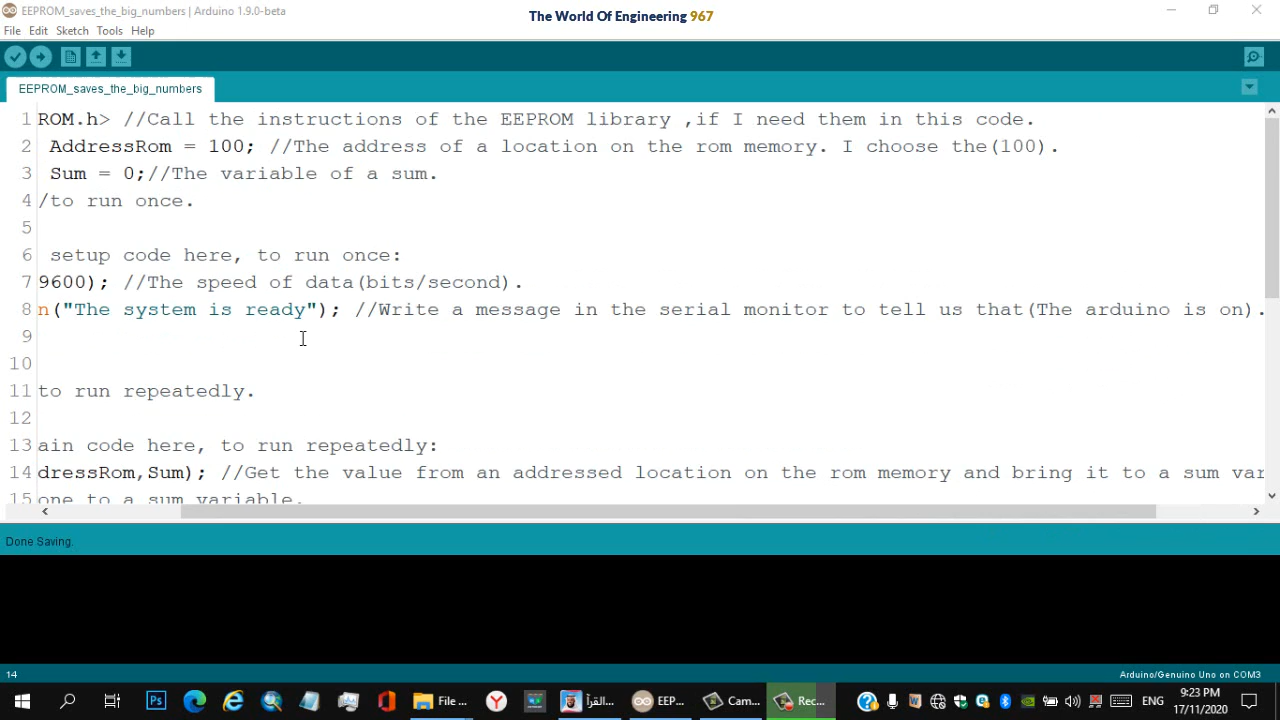 EEPROM_saves_the_big_numbers | Arduino 1.9.0-beta
The World Of Engineering 967
File Edit Sketch Tools Help
EEPROM_saves_the_big_numbers
1 ROM.h> //Call the instructions of the EEPROM library ,if I need them in this code.
2 AddressRom = 100; //The address of a location on the rom memory. I choose the(100).
3 Sum = 0;//The variable of a sum.
4 /to run once.
5
6 setup code here, to run once:
7 9600); //The speed of data(bits/second).
8 n("The system is ready"); //Write a message in the serial monitor to tell us that(The arduino is on).
9
10
11 to run repeatedly.
12
13 ain code here, to run repeatedly:
14 dressRom,Sum); //Get the value from an addressed location on the rom memory and bring it to a sum var
15 one to a sum variable.
Done Saving.
14
Arduino/Genuino Uno on COM3
Ps
File ...
القرآ...
EEP...
Cam...
Rec...
ENG
9:23 PM
17/11/2020